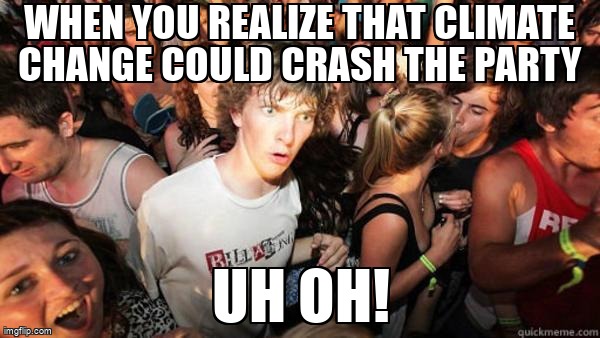 WHEN YOU REALIZE THAT CLIMATE
CHANGE COULD CRASH THE PARTY
UH OH!
imgflip.com
quickmeme.com